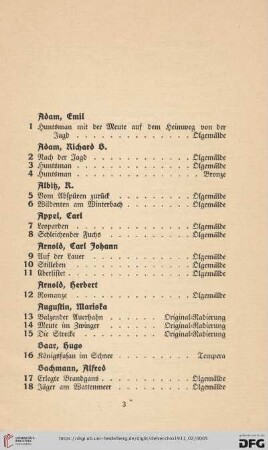 Adam, Emil
1 Huntsman mit der Meute auf dem Heimweg von der
Jagd . . . . . . . . . . . . . Ölgemälde
Adam, Richard B.
2 Nach der Jagd . . . . . . . . . . Ölgemälde
3 Huntsman . . . . . . . . . . . Ölgemälde
4 Huntsman . . . . . . . . . . . Bronze
Albitz, R.
5 Vom Abspüren zurück . . . . . . . . Ölgemälde
6 Wildenten am Winterbach . . . . . . . Ölgemälde
Appel, Carl
7 Leoparden . . . . . . . . . . . Ölgemälde
8 Schleichender Fuchs . . . . . . . . Ölgemälde
Arnold, Carl Johann
9 Auf der Lauer . . . . . . . . . . Ölgemälde
10 Stilleben . . . . . . . . . . . Ölgemälde
11 Überlistet . . . . . . . . . . . Ölgemälde
Arnold, Herbert
12 Romanze . . . . . . . . . . . Ölgemälde
Augustin, Mariska
13 Balzender Auerhahn . . . . . Original-Radierung
14 Meute im Zwinger . . . . . . Original-Radierung
15 Die Strecke . . . . . . . . Original-Radierung
Baar, Hugo
16 Königsfasan im Schnee . . . . . . . Tempera
Bachmann, Alfred
17 Erlegte Brandgans . . . . . . . . . Ölgemälde
18 Jäger am Wattenmeer . . . . . . . . Ölgemälde
3
DFG